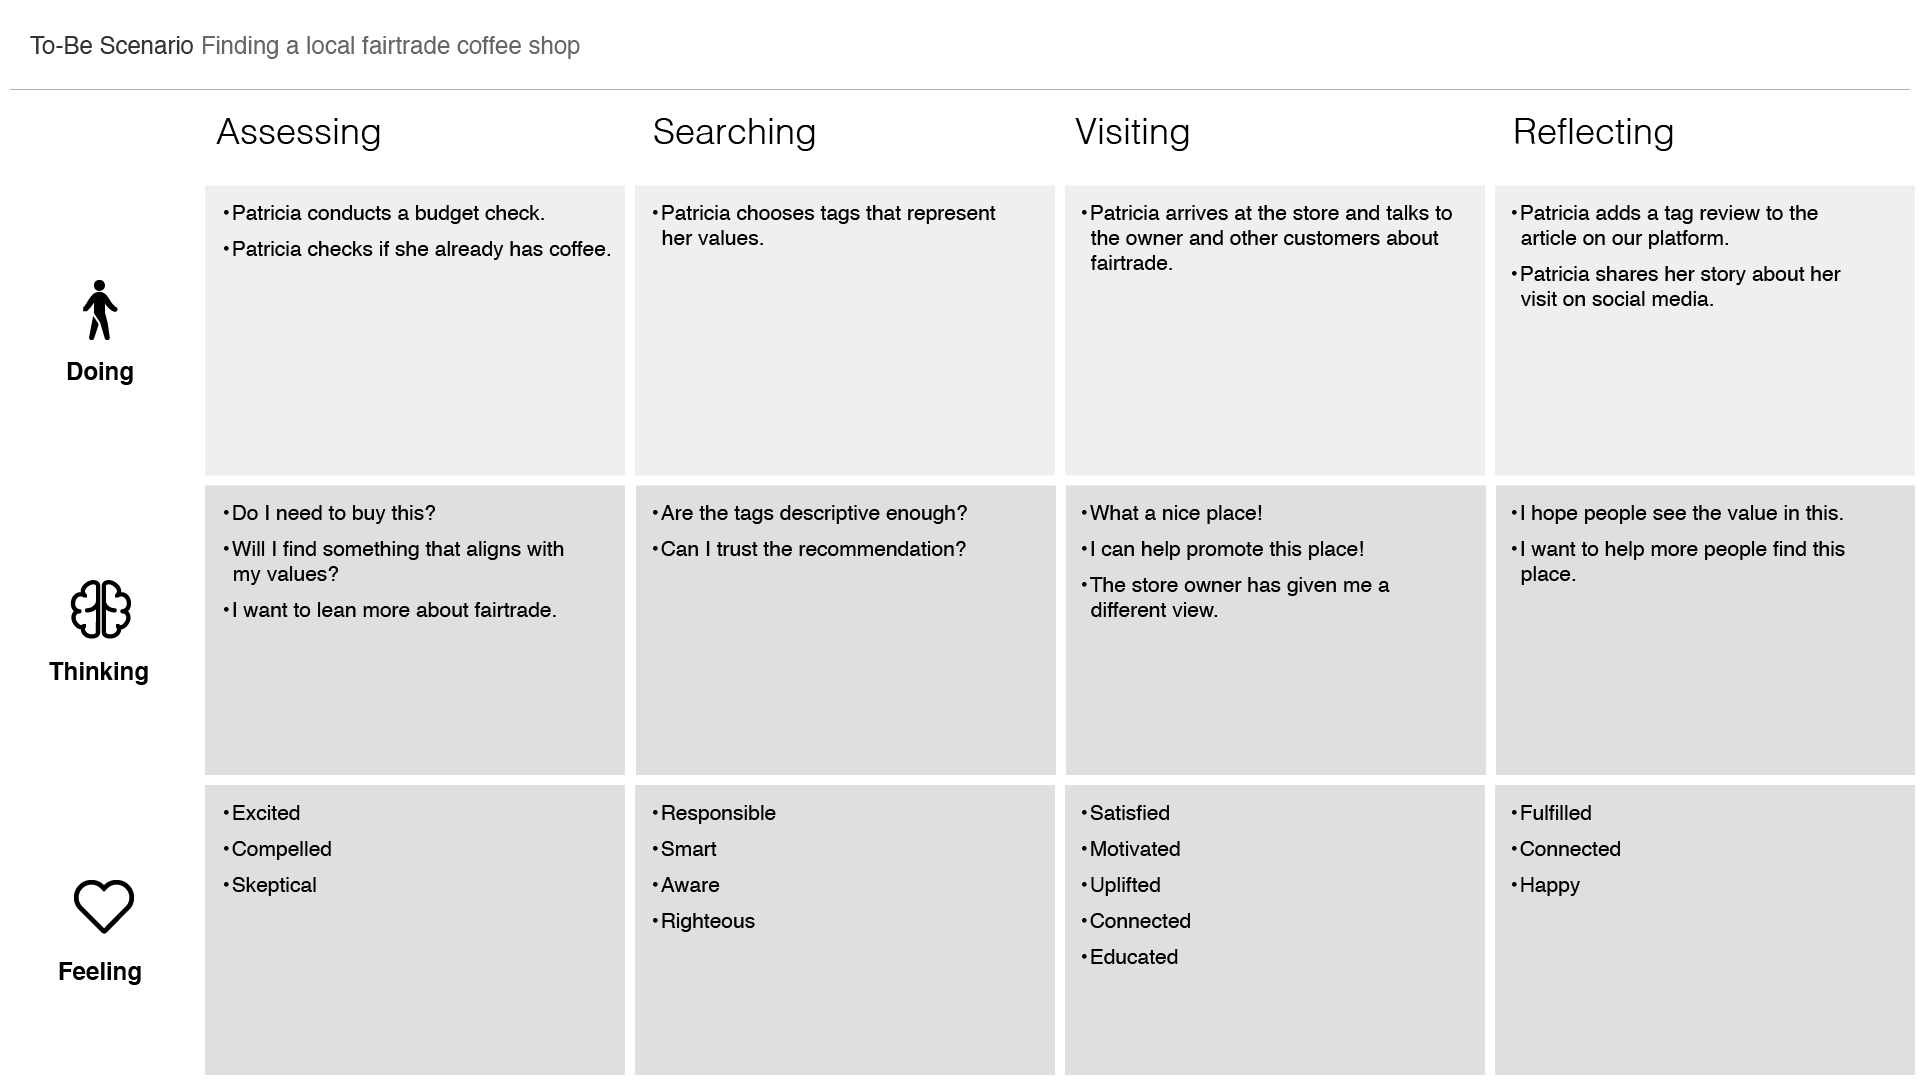 To-Be Scenario Finding a local fairtrade coffee shop
Assessing
Searching
Visiting
Reflecting
Doing
•Patricia conducts a budget check.
•Patricia checks if she already has coffee.
•Patricia chooses tags that represent
her values.
•Patricia arrives at the store and talks to
the owner and other customers about
fairtrade.
•Patricia adds a tag review to the
article on our platform.
•Patricia shares her story about her
visit on social media.
Thinking
•Do I need to buy this?
•Will I find something that aligns with
my values?
•I want to lean more about fairtrade.
•Are the tags descriptive enough?
•Can I trust the recommendation?
•What a nice place!
•I can help promote this place!
•The store owner has given me a
different view.
•I hope people see the value in this.
•I want to help more people find this
place.
Feeling
•Excited
•Compelled
•Skeptical
•Responsible
•Smart
•Aware
•Righteous
•Satisfied
•Motivated
•Uplifted
•Connected
•Educated
•Fulfilled
•Connected
•Happy